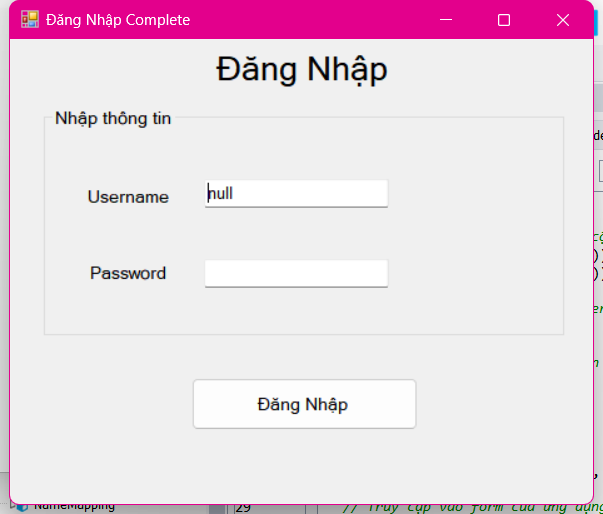 Đăng Nhập Complete
Đăng Nhập
Nhập thông tin
Username
null
Password
Đăng Nhập
NameMapping
29
// Truy cập vào form của ứng dụng